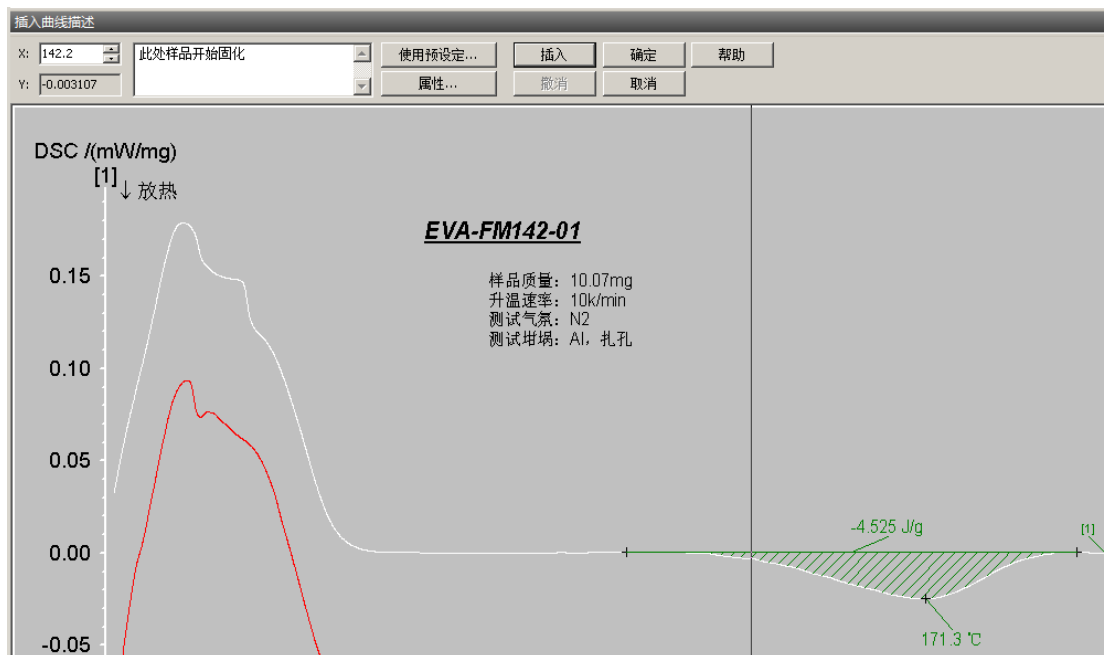 插入曲线描述
X: 142.2
此处样品开始固化
使用预设定...
插入
确定
帮助
Y: -0.003107
属性...
撤消
取消
DSC /(mW/mg)
[1]
↓ 放热
EVA-FM142-01
样品质量：10.07mg
升温速率：10k/min
测试气氛：N2
测试坩埚：Al，扎孔
0.15
0.10
0.05
0.00
-0.05
-4.525 J/g
[1]
171.3 ℃